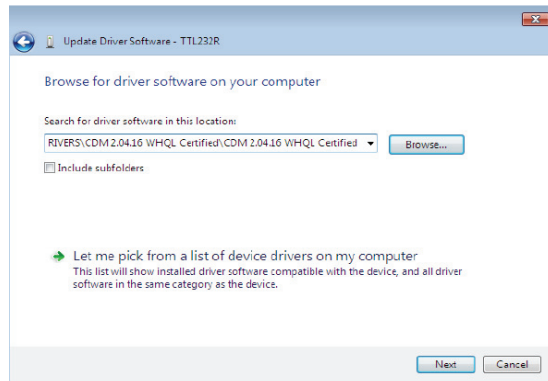 Update Driver Software - TTL232R
Browse for driver software on your computer
Search for driver software in this location:
RIVERS\CDM 2.04.16 WHQL Certified\CDM 2.04.16 WHQL Certified
Browse...
Include subfolders
Let me pick from a list of device drivers on my computer
This list will show installed driver software compatible with the device, and all driver
software in the same category as the device.
Next
Cancel